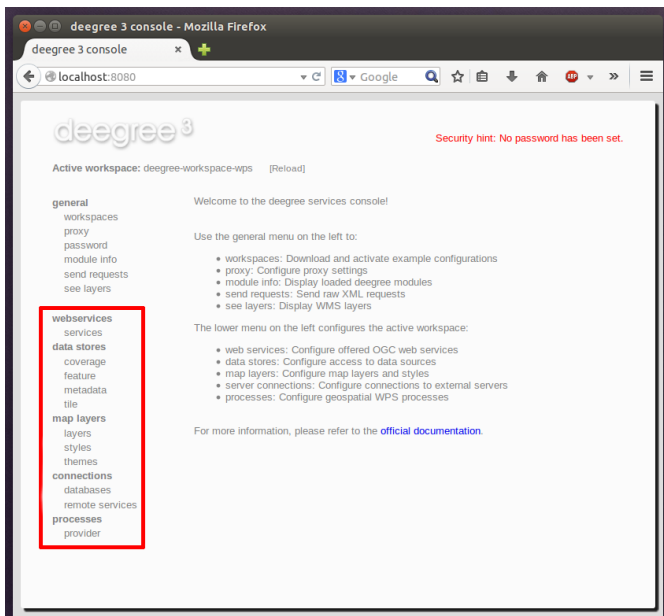 deegree 3 console - Mozilla Firefox
deegree 3 console
localhost:8080
Google
deegree 3
Security hint: No password has been set.
Active workspace: deegree-workspace-wps [Reload]
general
workspaces
proxy
password
module info
send requests
see layers
webservices
services
data stores
coverage
feature
metadata
tile
map layers
layers
styles
themes
connections
databases
remote services
processes
provider
Welcome to the deegree services console!
Use the general menu on the left to:
workspaces: Download and activate example configurations
proxy: Configure proxy settings
module info: Display loaded deegree modules
send requests: Send raw XML requests
see layers: Display WMS layers
The lower menu on the left configures the active workspace:
web services: Configure offered OGC web services
data stores: Configure access to data sources
map layers: Configure map layers and styles
server connections: Configure connections to external servers
processes: Configure geospatial WPS processes
For more information, please refer to the official documentation.